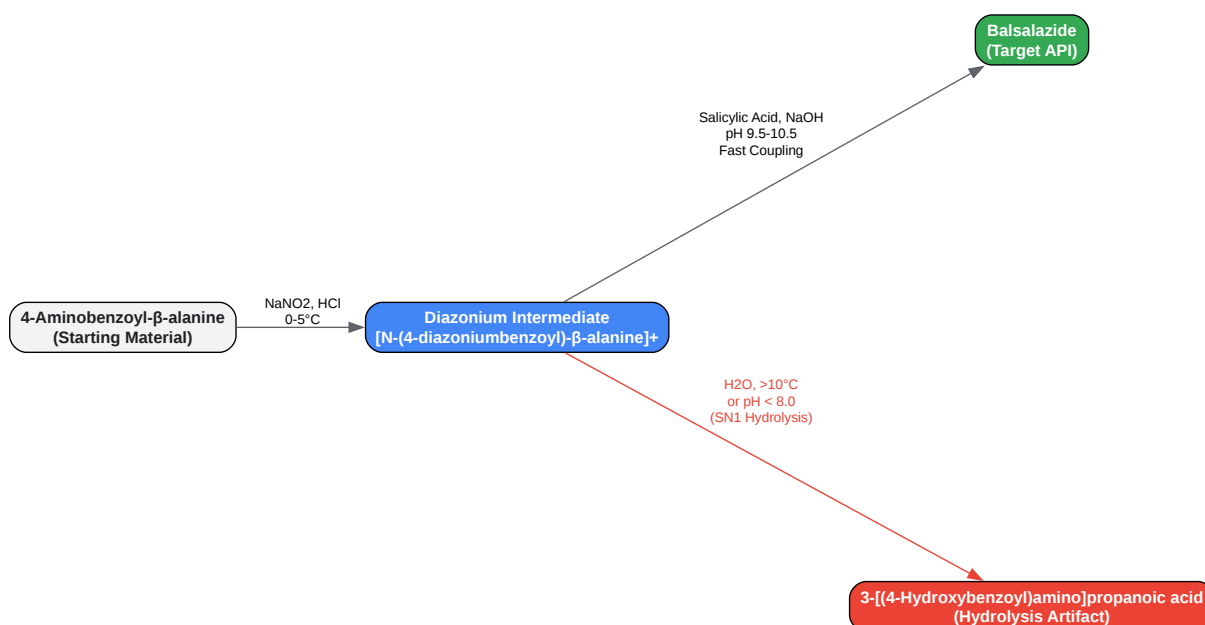 Balsalazide
(Target API)
Salicylic Acid, NaOH
pH 9.5-10.5
Fast Coupling
NaNO2, HCl
0-5°C
4-Aminobenzoyl-β-alanine
(Starting Material)
Diazonium Intermediate
[N-(4-diazoniumbenzoyl)-β-alanine]+
H2O, >10°C
or pH < 8.0
(SN1 Hydrolysis)
3-[(4-Hydroxybenzoyl)amino]propanoic acid
(Hydrolysis Artifact)